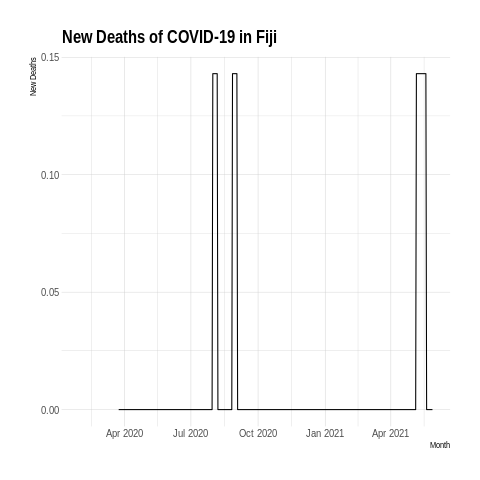 New Deaths of COVID-19 in Fiji
New Deaths
0.15
0.10
0.05
0.00
Apr 2020 Jul 2020 Oct 2020 Jan 2021 Apr 2021
Month